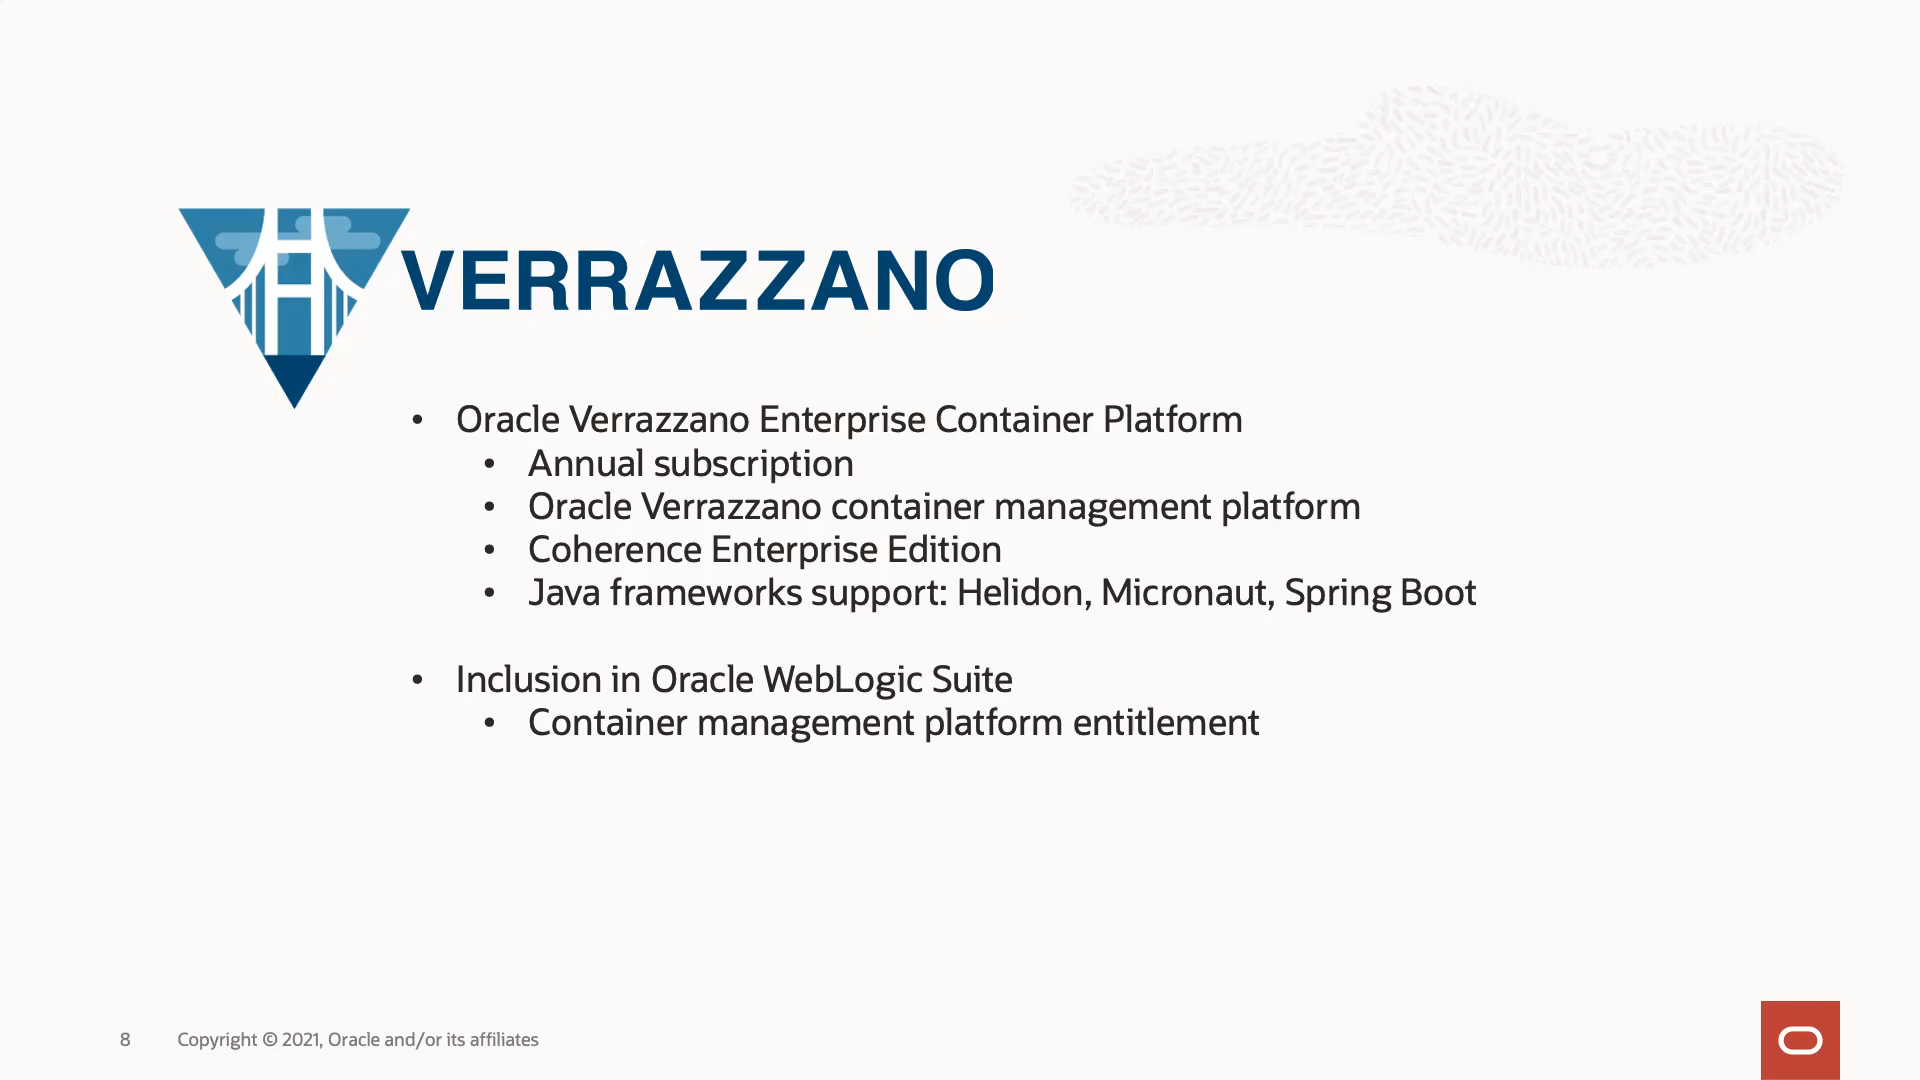 VERRAZZANO
• Oracle Verrazzano Enterprise Container Platform
• Annual subscription
• Oracle Verrazzano container management platform
• Coherence Enterprise Edition
• Java frameworks support: Helidon, Micronaut, Spring Boot
• Inclusion in Oracle WebLogic Suite
• Container management platform entitlement
8 Copyright © 2021, Oracle and/or its affiliates